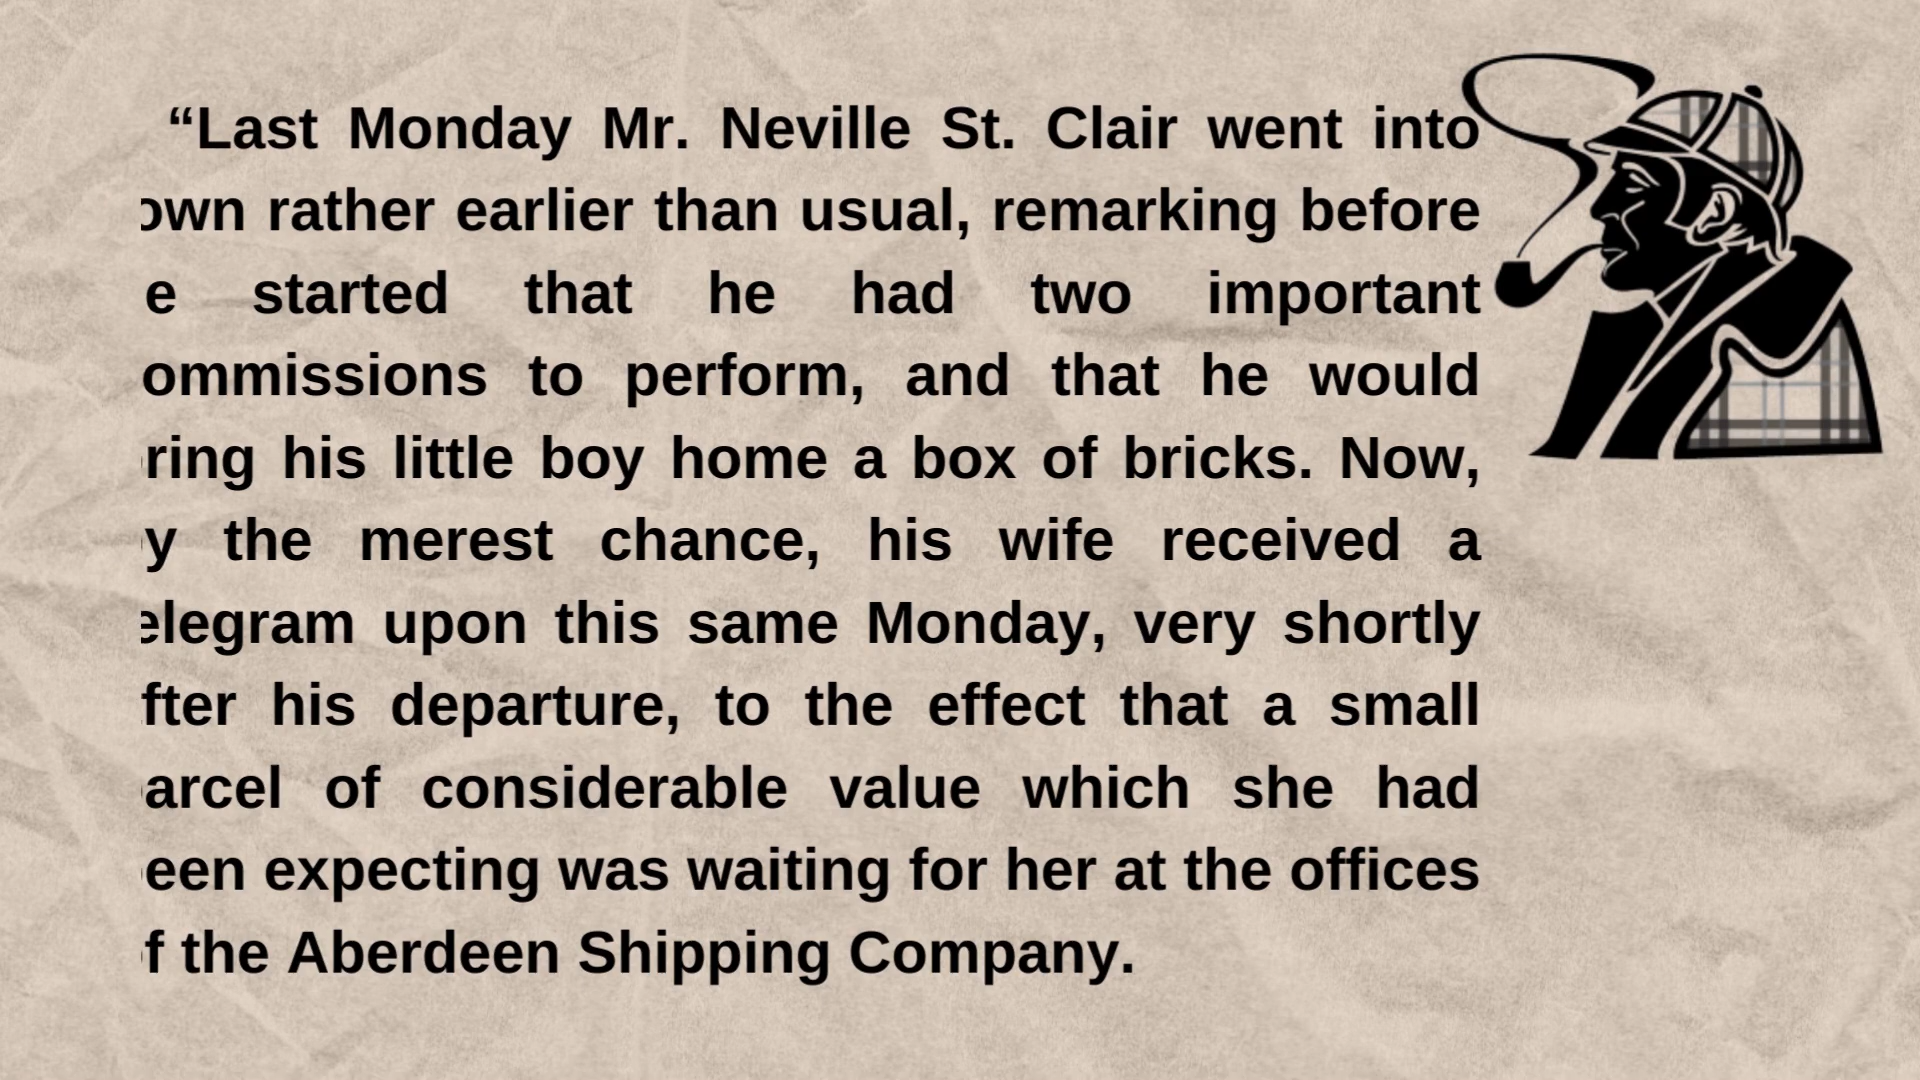 “Last Monday Mr. Neville St. Clair went into
own rather earlier than usual, remarking before
e started that he had two important
ommissions to perform, and that he would
ring his little boy home a box of bricks. Now,
y the merest chance, his wife received a
elegram upon this same Monday, very shortly
fter his departure, to the effect that a small
arcel of considerable value which she had
een expecting was waiting for her at the offices
of the Aberdeen Shipping Company.